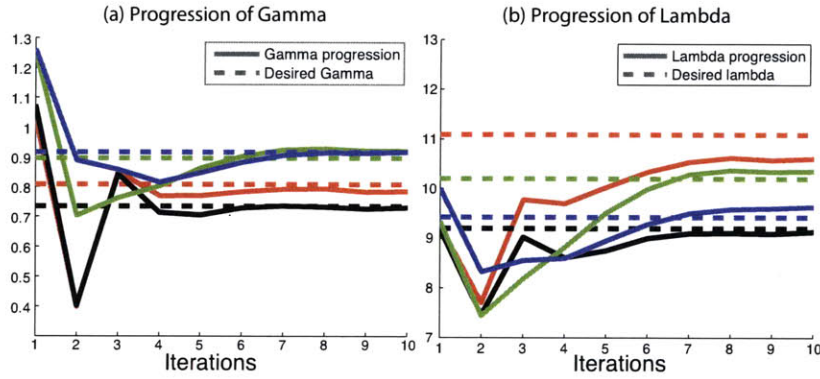 (a) Progression of Gamma
1.3
1.2
1.1
1
0.9
0.8
0.7
0.6
0.5
0.4
1 2 3 4 5 6 7 8 9 10
Iterations
Gamma progression
Desired Gamma
(b) Progression of Lambda
13
12
11
10
9
8
7
1 2 3 4 5 6 7 8 9 10
Iterations
Lambda progression
Desired lambda